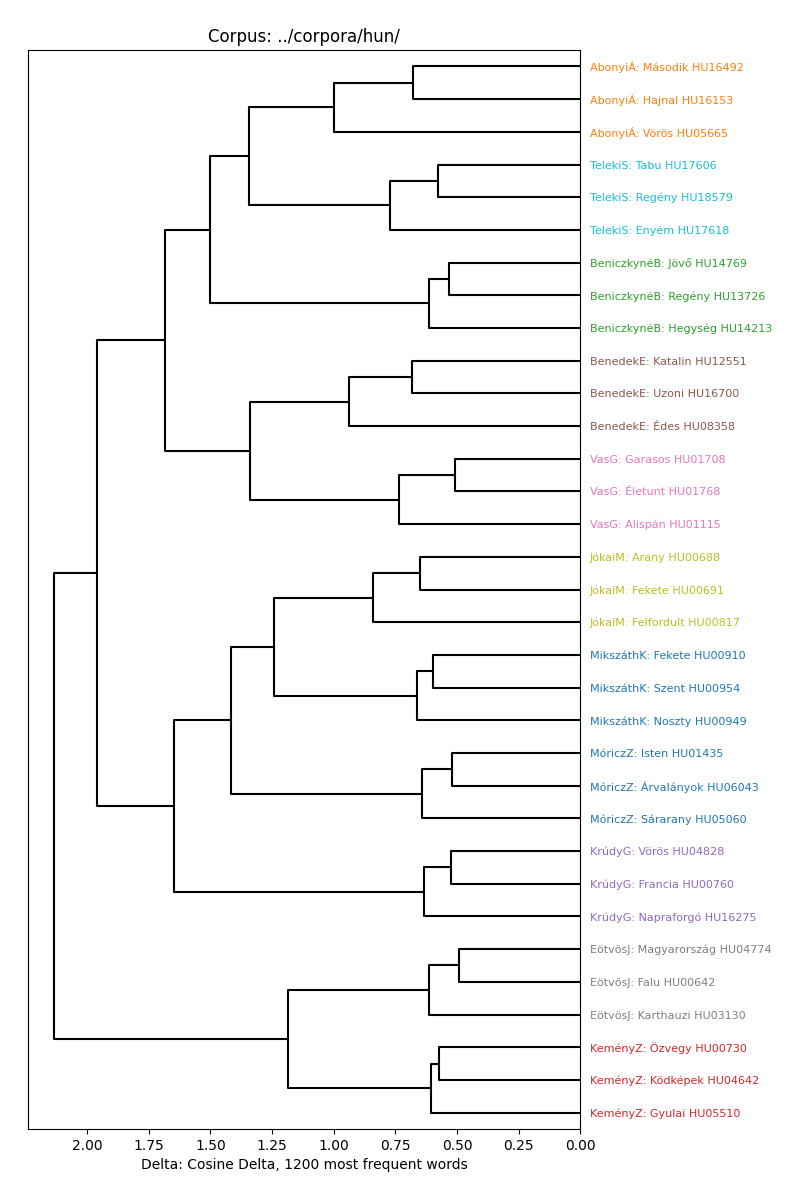 Corpus: ../corpora/hun/
AbonyiÁ: Második HU16492
AbonyiÁ: Hajnal HU16153
AbonyiÁ: Vörös HU05665
TelekiS: Tabu HU17606
TelekiS: Regény HU18579
TelekiS: Enyém HU17618
BeniczkynéB: Jövő HU14769
BeniczkynéB: Regény HU13726
BeniczkynéB: Hegység HU14213
BenedekE: Katalin HU12551
BenedekE: Uzoni HU16700
BenedekE: Édes HU08358
VasG: Garasos HU01708
VasG: Életunt HU01768
VasG: Alispán HU01115
JókaiM: Arany HU00688
JókaiM: Fekete HU00691
JókaiM: Felfordult HU00817
MikszáthK: Fekete HU00910
MikszáthK: Szent HU00954
MikszáthK: Noszty HU00949
MóriczZ: Isten HU01435
MóriczZ: Árvalányok HU06043
MóriczZ: Sárarany HU05060
KrúdyG: Vörös HU04828
KrúdyG: Francia HU00760
KrúdyG: Napraforgó HU16275
EötvösJ: Magyarország HU04774
EötvösJ: Falu HU00642
EötvösJ: Karthauzi HU03130
KeményZ: Özvegy HU00730
KeményZ: Ködképek HU04642
KeményZ: Gyulai HU05510
2.00 1.75 1.50 1.25 1.00 0.75 0.50 0.25 0.00
Delta: Cosine Delta, 1200 most frequent words